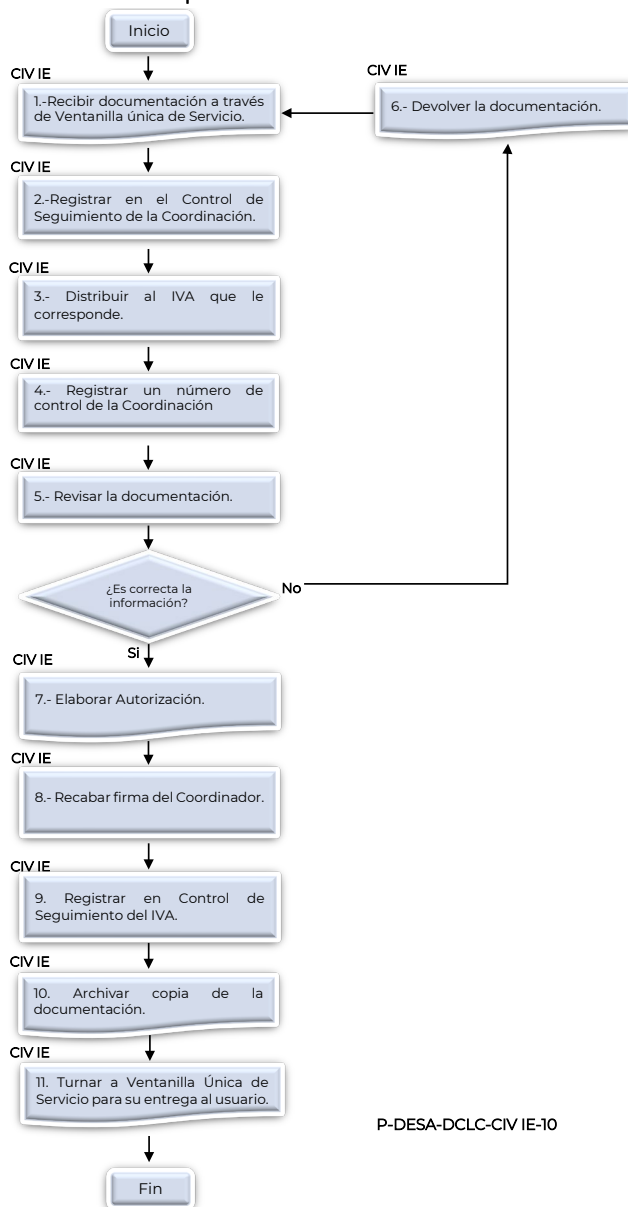 Inicio
CIV IE
1.-Recibir documentación a través
de Ventanilla única de Servicio.
CIV IE
6.- Devolver la documentación.
CIV IE
2.-Registrar en el Control de
Seguimiento de la Coordinación.
CIV IE
3.- Distribuir al IVA que le
corresponde.
CIV IE
4.- Registrar un número de
control de la Coordinación
CIV IE
5.- Revisar la documentación.
¿Es correcta la
información?
No
Si
CIV IE
7.- Elaborar Autorización.
CIV IE
8.- Recabar firma del Coordinador.
CIV IE
9. Registrar en Control de
Seguimiento del IVA.
CIV IE
10. Archivar copia de la
documentación.
CIV IE
11. Turnar a Ventanilla Única de
Servicio para su entrega al usuario.
P-DESA-DCLC-CIV IE-10
Fin